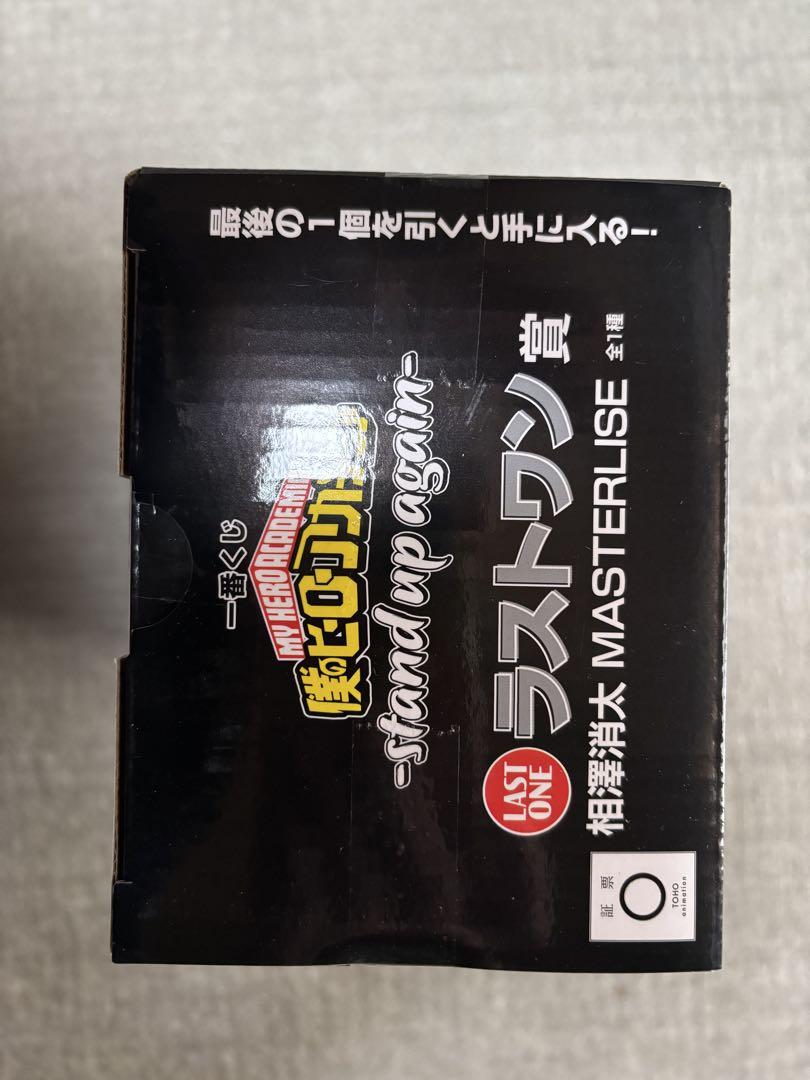 一番くじ
MY HERO ACADEMIA
僕のヒーローアカデミア
-stand up again-
LAST ONE ラストワン賞
相澤消太 MASTERLISE 全1種
最後の1個を引くと手に入る!
証票
TOHO
animation